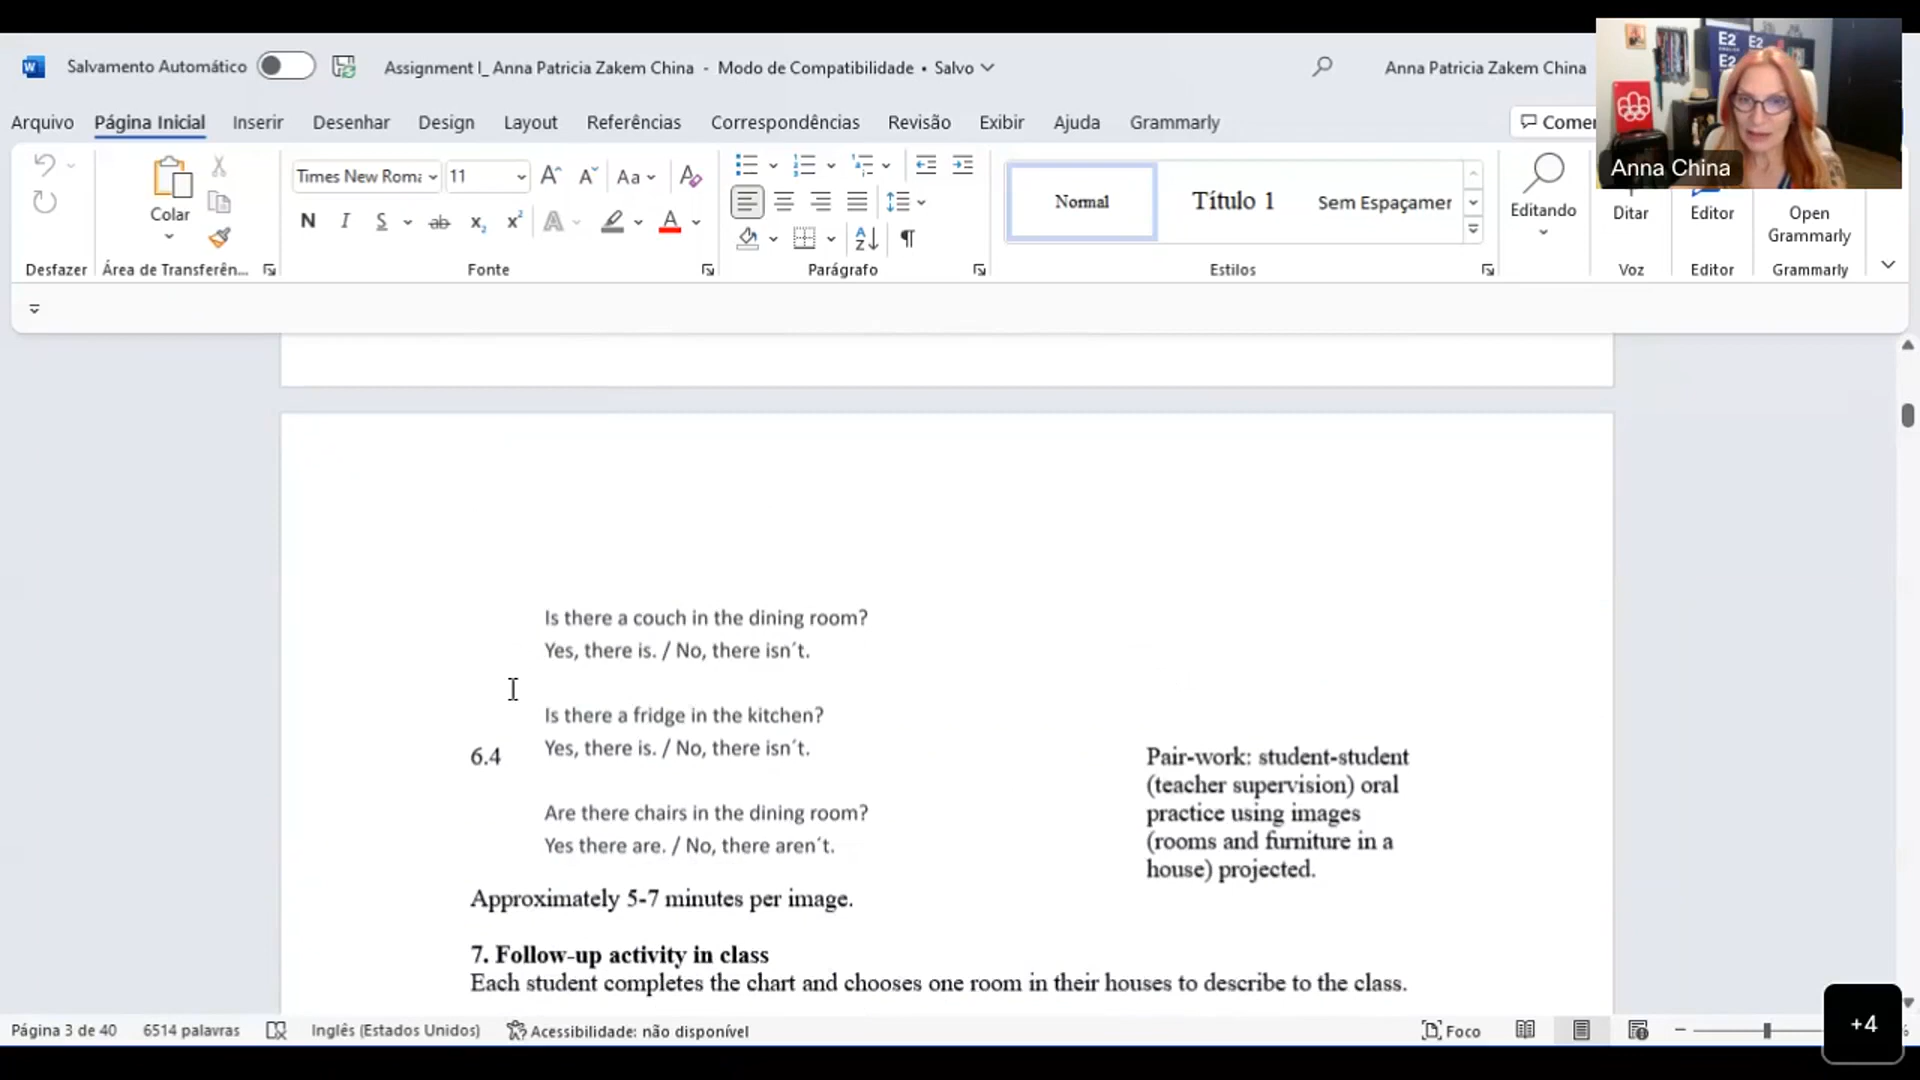 Salvamento Automático
Assignment I_ Anna Patricia Zakem China - Modo de Compatibilidade • Salvo
Anna Patricia Zakem China
E2 E2
E2
Anna China
Arquivo Página Inicial Inserir Desenhar Design Layout Referências Correspondências Revisão Exibir Ajuda Grammarly
Colar
Times New Roma 11
Normal Título 1 Sem Espaçamen
Editando Ditar Editor Open
Grammarly
Desfazer Área de Transferên... Fonte Parágrafo Estilos Voz Editor Grammarly
Is there a couch in the dining room?
Yes, there is. / No, there isn´t.
Is there a fridge in the kitchen?
6.4 Yes, there is. / No, there isn´t.
Are there chairs in the dining room?
Yes there are. / No, there aren´t.
Pair-work: student-student
(teacher supervision) oral
practice using images
(rooms and furniture in a
house) projected.
Approximately 5-7 minutes per image.
7. Follow-up activity in class
Each student completes the chart and chooses one room in their houses to describe to the class.
Página 3 de 40 6514 palavras Inglês (Estados Unidos) Acessibilidade: não disponível Foco
+4